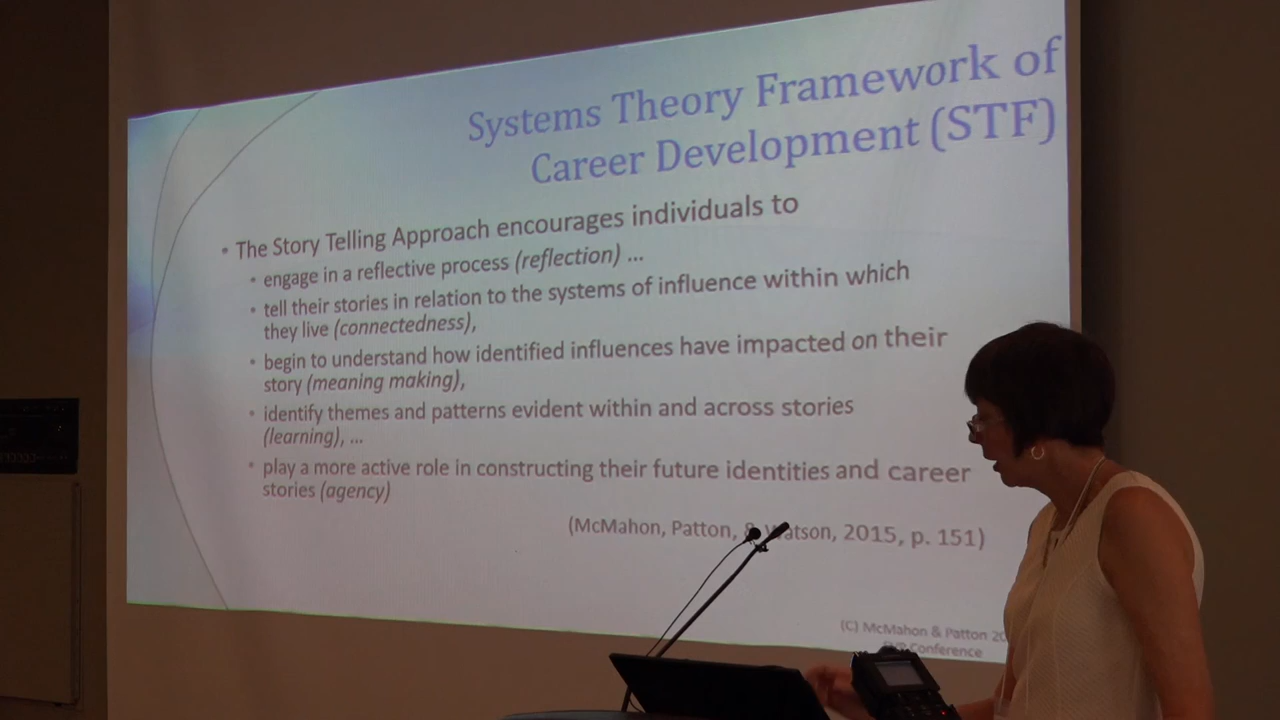 Systems Theory Framework of
Career Development (STF)
• The Story Telling Approach encourages individuals to
• engage in a reflective process (reflection) ...
• tell their stories in relation to the systems of influence within which
they live (connectedness),
• begin to understand how identified influences have impacted on their
story (meaning making),
• identify themes and patterns evident within and across stories
(learning), ...
• play a more active role in constructing their future identities and career
stories (agency)
(McMahon, Patton, & Watson, 2015, p. 151)
(C) McMahon & Patton
Conference